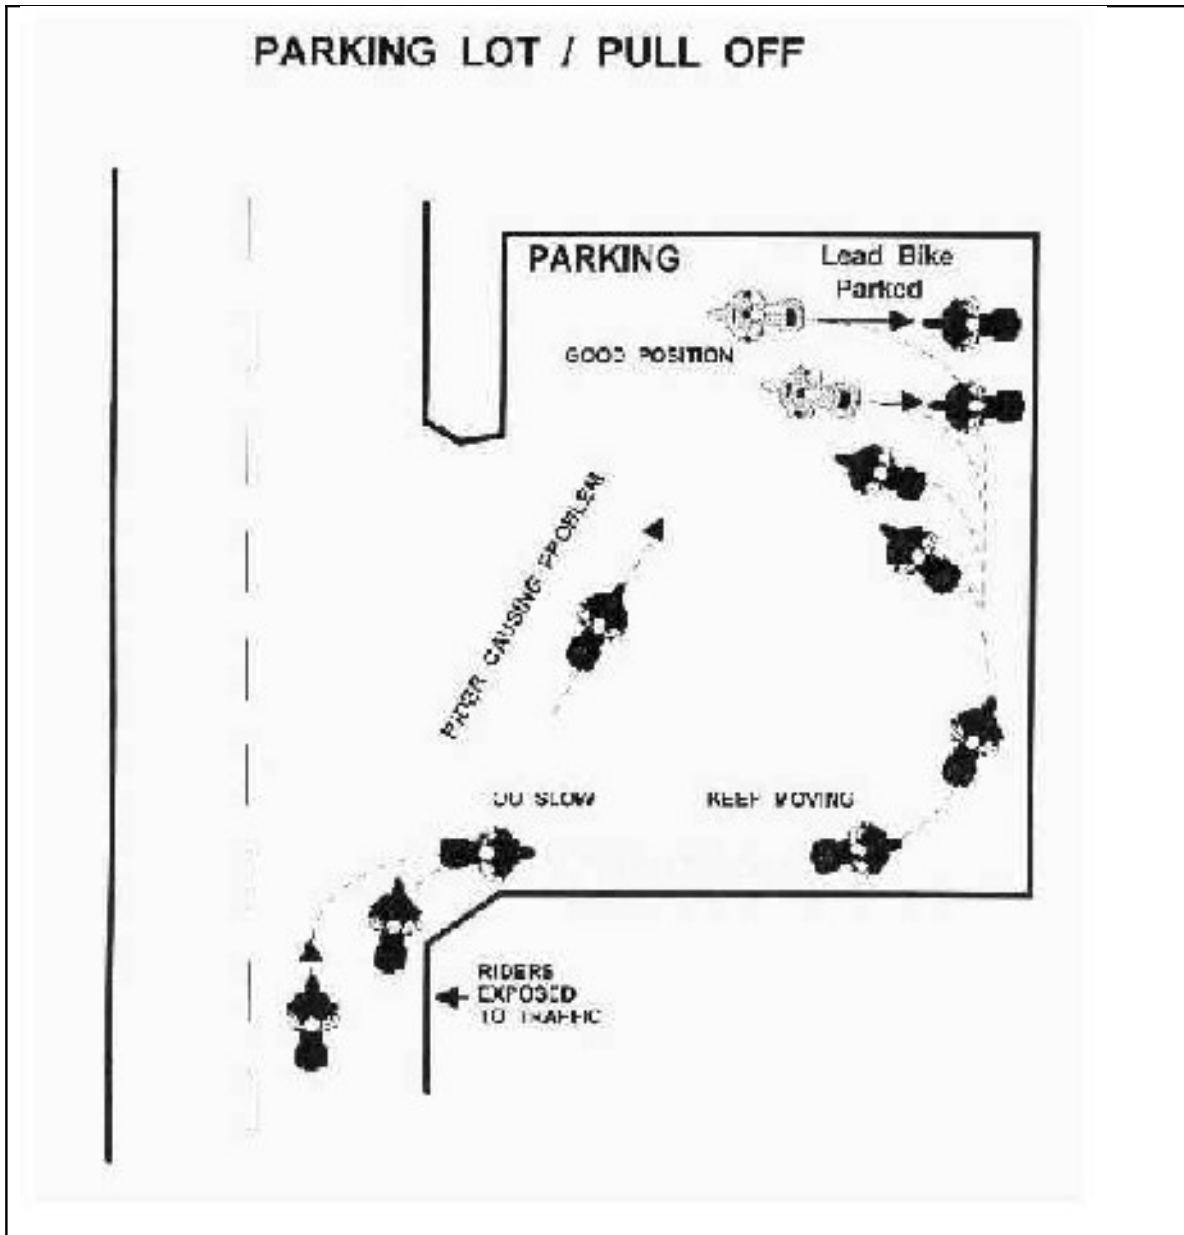 PARKING LOT / PULL OFF
PARKING
Lead Bike
Parked
GOOD POSITION
RIDER CAUSING PROBLEM
OO SLOW
KEEP MOVING
RIDERS
EXPOSED
TO TRAFFIC